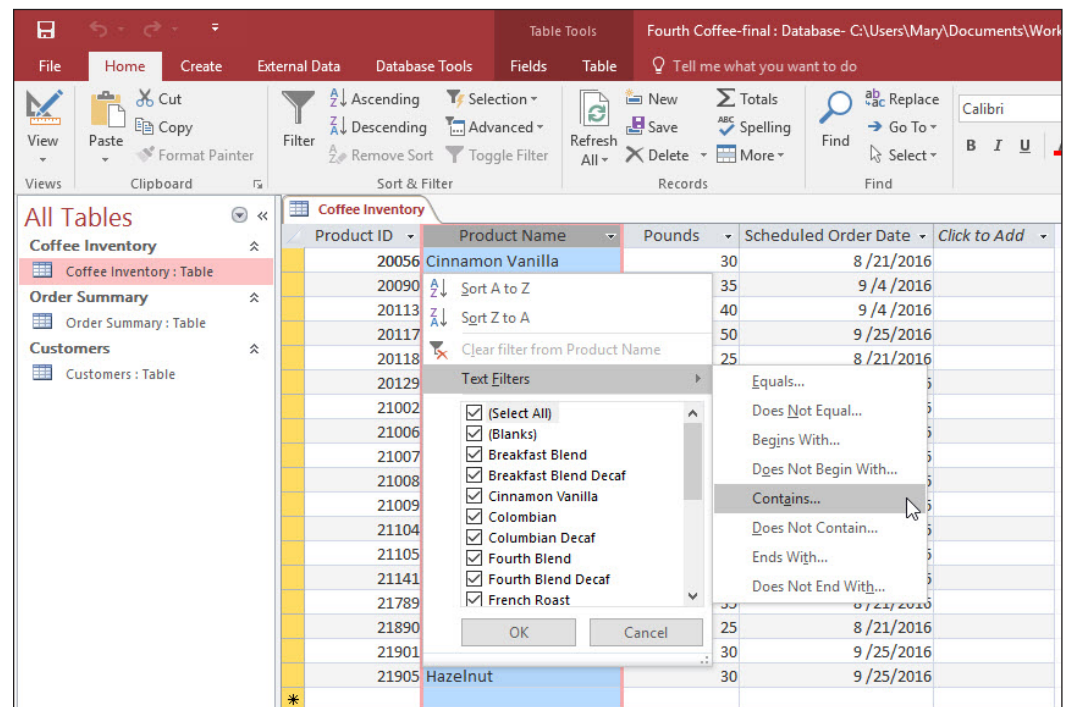 Table Tools
Fourth Coffee-final : Database- C:\Users\Mary\Documents\Work
File Home Create External Data Database Tools Fields Table Tell me what you want to do
View
Views
Paste
Cut
Copy
Format Painter
Clipboard
Filter
Ascending
Descending
Remove Sort
Selection
Advanced
Toggle Filter
Sort & Filter
Refresh
All
New
Save
Delete
Totals
Spelling
More
Records
Find
Replace
Go To
Select
Find
Calibri
B I U
All Tables
Coffee Inventory
Coffee Inventory : Table
Order Summary
Order Summary : Table
Customers
Customers : Table
Coffee Inventory
Product ID Product Name Pounds Scheduled Order Date Click to Add
20056 Cinnamon Vanilla 30 8 /21/2016
20090 35 9 /4 /2016
20113 40 9 /4 /2016
20117 50 9 /25/2016
20118 25 8 /21/2016
20129
21002
21006
21007
21008
21009
21104
21105
21141
21789 35 8 /21/2016
21890 25 8 /21/2016
21901 30 9 /25/2016
21905 Hazelnut 30 9 /25/2016
Sort A to Z
Sort Z to A
Clear filter from Product Name
Text Filters
(Select All)
(Blanks)
Breakfast Blend
Breakfast Blend Decaf
Cinnamon Vanilla
Colombian
Columbian Decaf
Fourth Blend
Fourth Blend Decaf
French Roast
OK Cancel
Equals...
Does Not Equal...
Begins With...
Does Not Begin With...
Contains...
Does Not Contain...
Ends With...
Does Not End With...